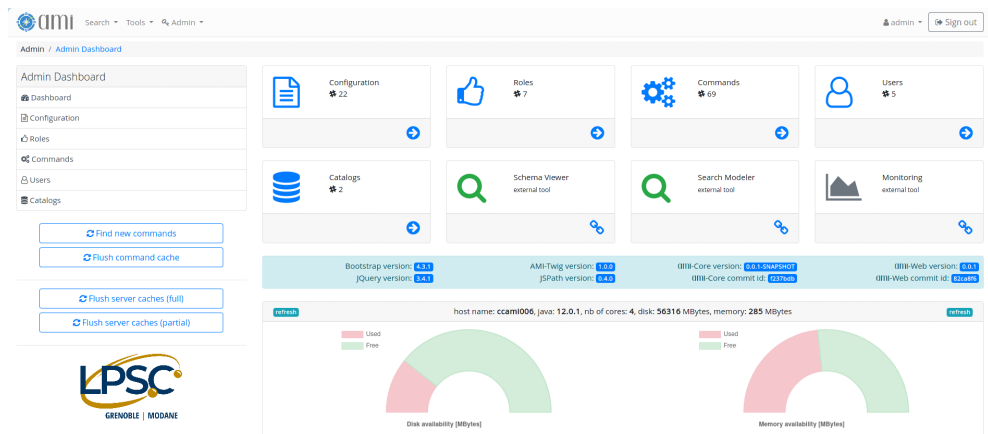 ami Search Tools Admin admin Sign out
Admin / Admin Dashboard
Admin Dashboard
Dashboard
Configuration
Roles
Commands
Users
Catalogs
Find new commands
Flush command cache
Flush server caches (full)
Flush server caches (partial)
LPSC
GRENOBLE | MODANE
Configuration
22
Roles
7
Commands
69
Users
5
Catalogs
2
Schema Viewer
external tool
Search Modeler
external tool
Monitoring
external tool
Bootstrap version: 4.3.1
JQuery version: 3.4.1
AMI-Twig version: 1.0.0
JSPath version: 0.4.0
ami-Core version: 0.0.1-SNAPSHOT
ami-Core commit id: f237bdb
ami-Web version: 0.0.1
ami-Web commit id: 82ca8f6
refresh host name: ccami006, java: 12.0.1, nb of cores: 4, disk: 56316 MBytes, memory: 285 MBytes refresh
Used
Free
Disk availability [MBytes]
Used
Free
Memory availability [MBytes]